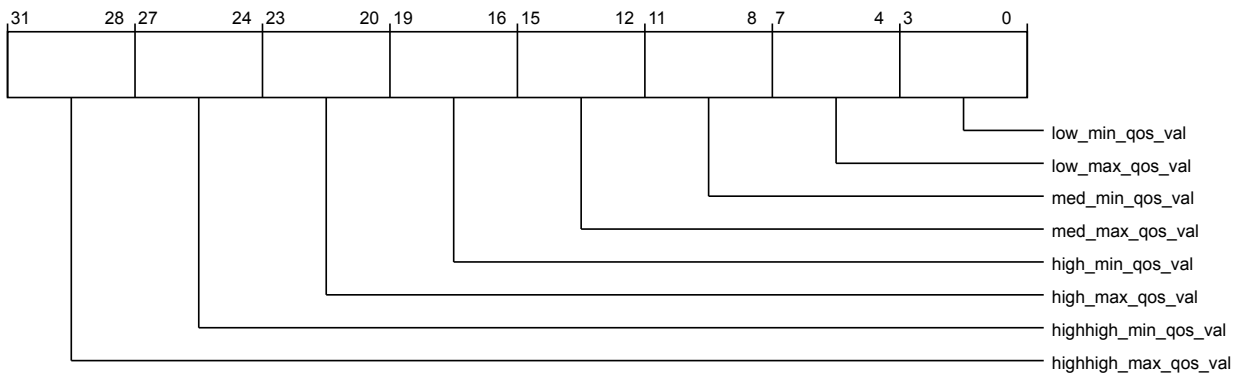 31 28 27 24 23 20 19 16 15 12 11 8 7 4 3 0
low_min_qos_val
low_max_qos_val
med_min_qos_val
med_max_qos_val
high_min_qos_val
high_max_qos_val
highhigh_min_qos_val
highhigh_max_qos_val